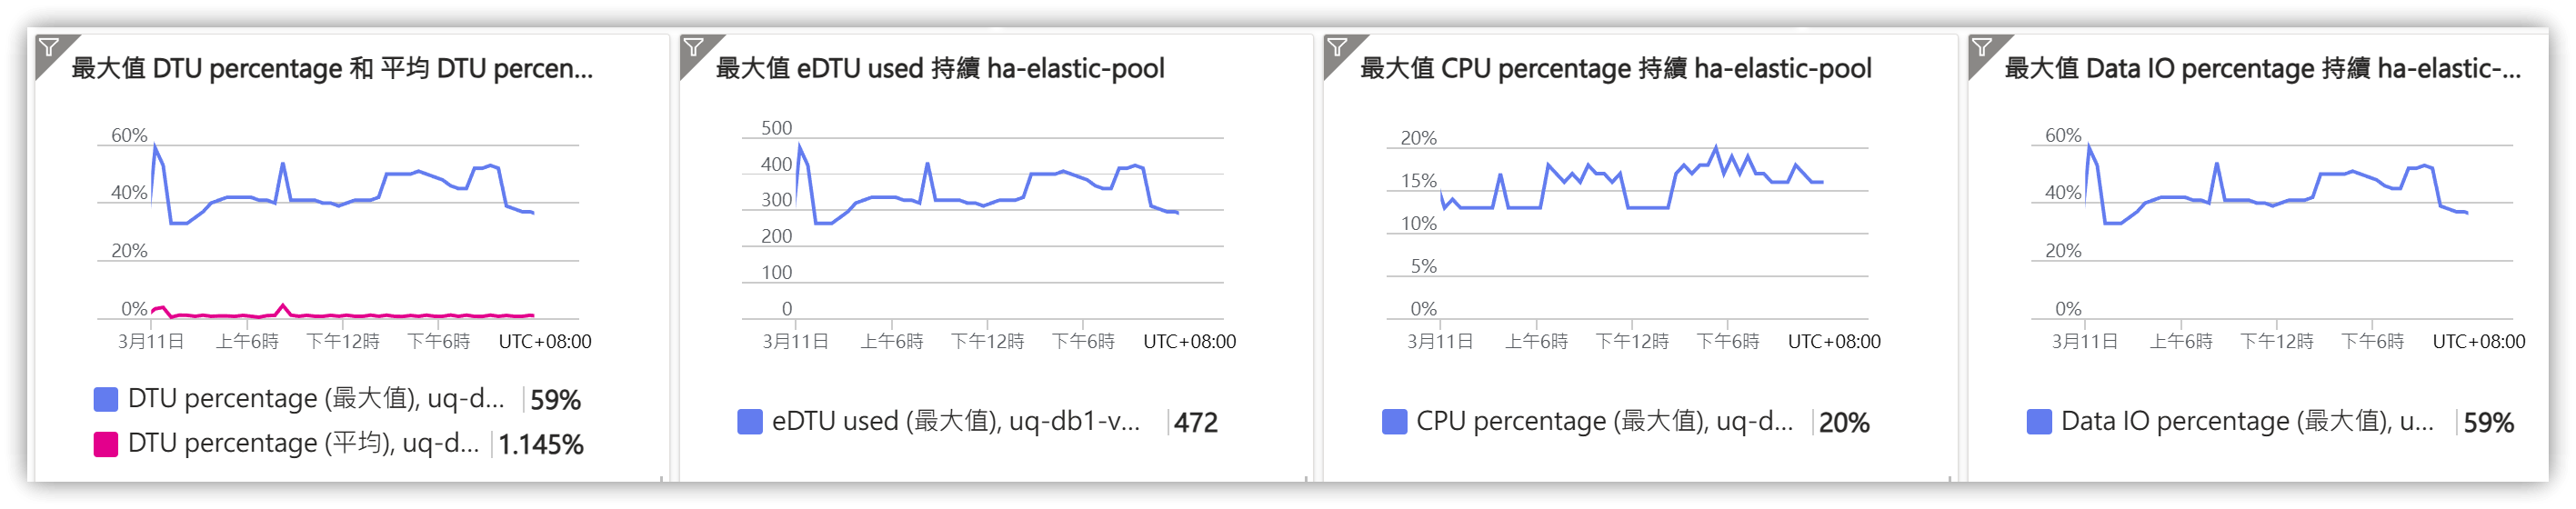 最大值 DTU percentage 和 平均 DTU percen...
60%
40%
20%
0%
3月11日 上午6時 下午12時 下午6時 UTC+08:00
DTU percentage (最大值), uq-d... 59%
DTU percentage (平均), uq-d... 1.145%
最大值 eDTU used 持續 ha-elastic-pool
500
400
300
200
100
0
3月11日 上午6時 下午12時 下午6時 UTC+08:00
eDTU used (最大值), uq-db1-v... 472
最大值 CPU percentage 持續 ha-elastic-pool
20%
15%
10%
5%
0%
3月11日 上午6時 下午12時 下午6時 UTC+08:00
CPU percentage (最大值), uq-d... 20%
最大值 Data IO percentage 持續 ha-elastic-...
60%
40%
20%
0%
3月11日 上午6時 下午12時 下午6時 UTC+08:00
Data IO percentage (最大值), u... 59%